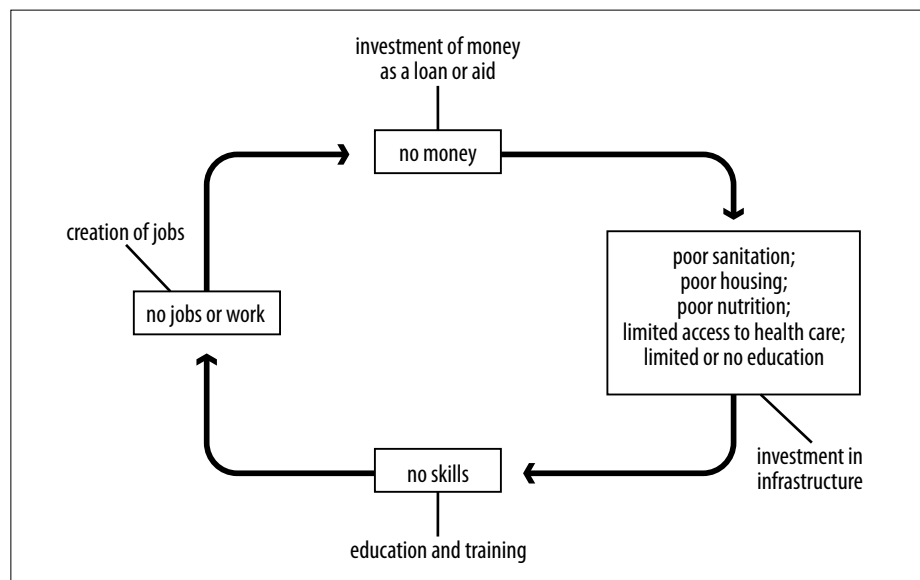 investment of money
as a loan or aid
no money
creation of jobs
poor sanitation;
poor housing;
poor nutrition;
limited access to health care;
limited or no education
no jobs or work
investment in
infrastructure
no skills
education and training